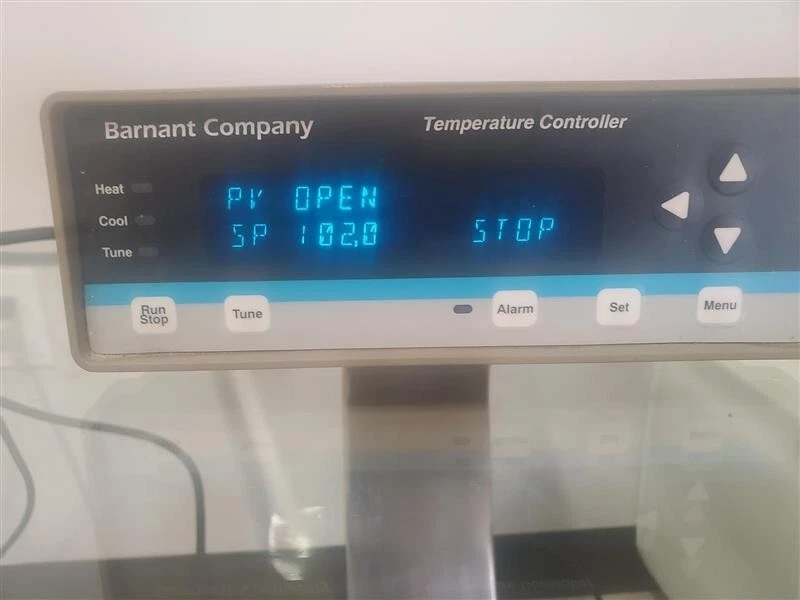 Barnant Company
Temperature Controller
Heat
Cool
Tune
PV OPEN
SP 102.0
STOP
Run
Stop
Tune
Alarm
Set
Menu